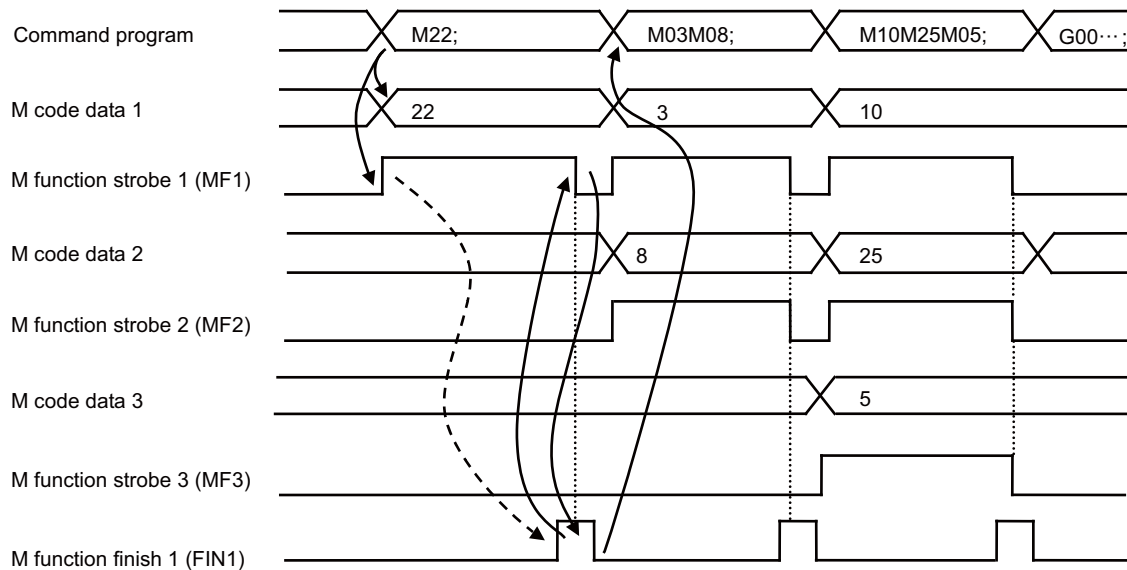 Command program M22; M03M08; M10M25M05; G00⋯;
M code data 1 22 3 10
M function strobe 1 (MF1)
M code data 2 8 25
M function strobe 2 (MF2)
M code data 3 5
M function strobe 3 (MF3)
M function finish 1 (FIN1)